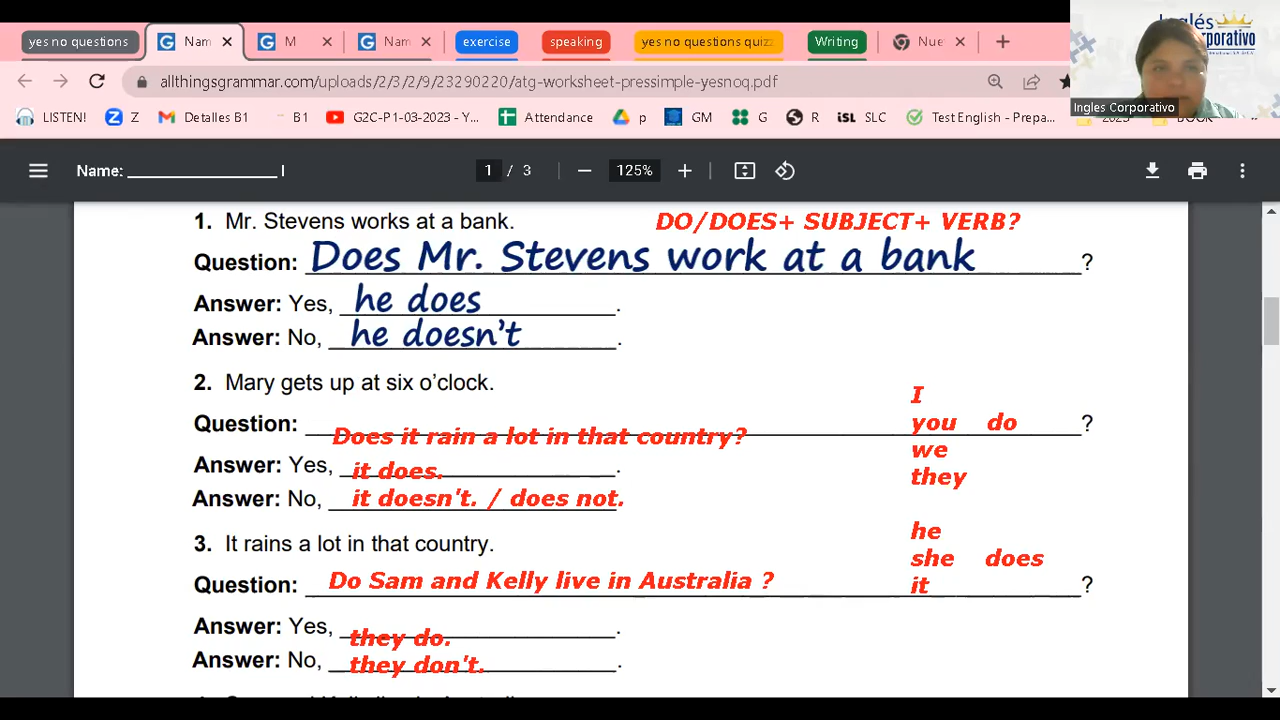 yes no questions
Nam
M
Nam
exercise
speaking
yes no questions quiz
Writing
Nue
Inglés
Corporativo
allthingsgrammar.com/uploads/2/3/2/9/23290220/atg-worksheet-pressimple-yesnoq.pdf
Ingles Corporativo
LISTEN!
Z
Detalles B1
B1
G2C-P1-03-2023 - Y...
Attendance
p
GM
G
R
iSL SLC
Test English - Prepa...
2023
BOOK
»
Name: ______________ I
1 / 3
125%
1. Mr. Stevens works at a bank.
DO/DOES+ SUBJECT+ VERB?
Question: Does Mr. Stevens work at a bank ?
Answer: Yes, he does .
Answer: No, he doesn't .
2. Mary gets up at six o'clock.
I
Question: ?
you do
Does it rain a lot in that country?
we
Answer: Yes, it does. .
they
Answer: No, it doesn't. / does not.
he
3. It rains a lot in that country.
she does
Question: Do Sam and Kelly live in Australia ? ?
it
Answer: Yes, they do. .
Answer: No, they don't. .